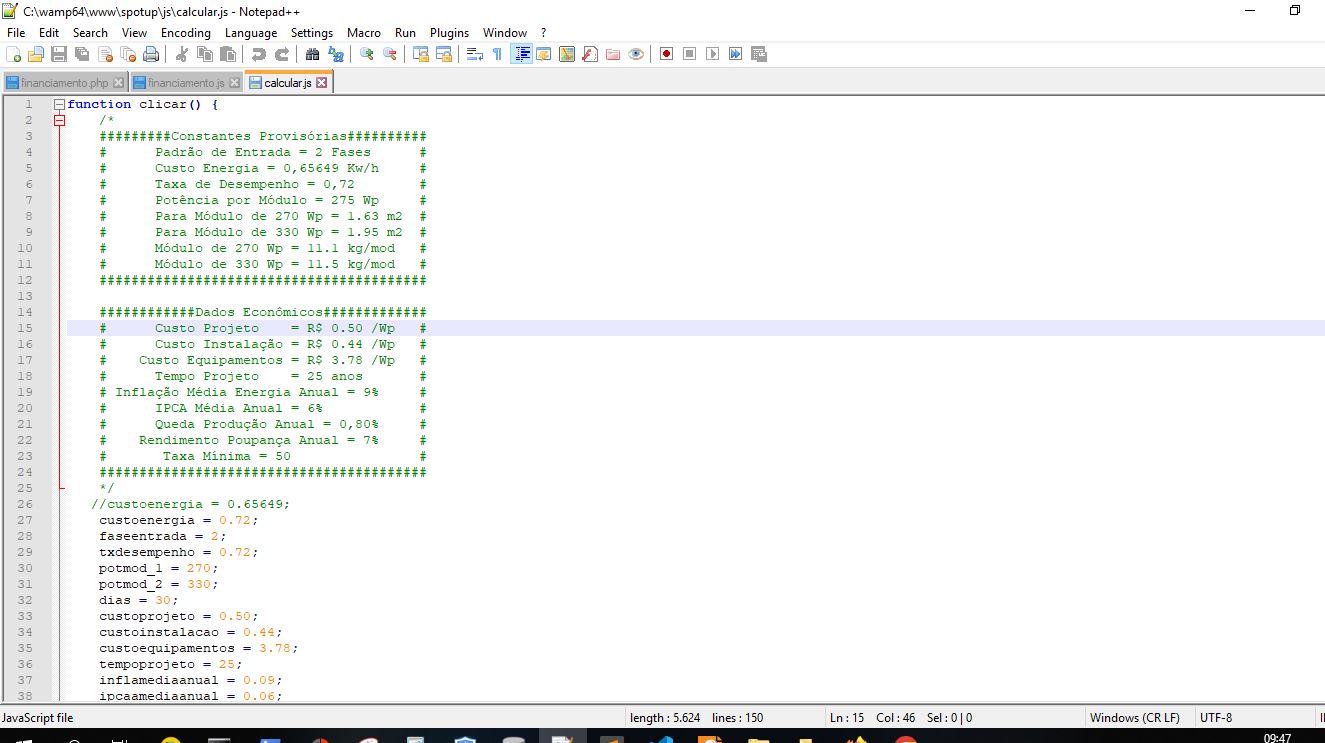 C:\wamp64\www\spotup\js\calcular.js - Notepad++
File Edit Search View Encoding Language Settings Macro Run Plugins Window ?
financiamento.php financiamento.js calcular.js
1 function clicar() {
2 /*
3 #########Constantes Provisórias##########
4 # Padrão de Entrada = 2 Fases #
5 # Custo Energia = 0,65649 Kw/h #
6 # Taxa de Desempenho = 0,72 #
7 # Potência por Módulo = 275 Wp #
8 # Para Módulo de 270 Wp = 1.63 m2 #
9 # Para Módulo de 330 Wp = 1.95 m2 #
10 # Módulo de 270 Wp = 11.1 kg/mod #
11 # Módulo de 330 Wp = 11.5 kg/mod #
12 #########################################
13
14 ############Dados Econômicos#############
15 # Custo Projeto = R$ 0.50 /Wp #
16 # Custo Instalação = R$ 0.44 /Wp #
17 # Custo Equipamentos = R$ 3.78 /Wp #
18 # Tempo Projeto = 25 anos #
19 # Inflação Média Energia Anual = 9% #
20 # IPCA Média Anual = 6% #
21 # Queda Produção Anual = 0,80% #
22 # Rendimento Poupança Anual = 7% #
23 # Taxa Mínima = 50 #
24 #########################################
25 */
26 //custoenergia = 0.65649;
27 custoenergia = 0.72;
28 faseentrada = 2;
29 txdesempenho = 0.72;
30 potmod_1 = 270;
31 potmod_2 = 330;
32 dias = 30;
33 custoprojeto = 0.50;
34 custoinstalacao = 0.44;
35 custoequipamentos = 3.78;
36 tempoprojeto = 25;
37 inflamediaanual = 0.09;
38 ipcaamediaanual = 0.06;
JavaScript file length : 5.624 lines : 150 Ln : 15 Col : 46 Sel : 0 | 0 Windows (CR LF) UTF-8
09:47